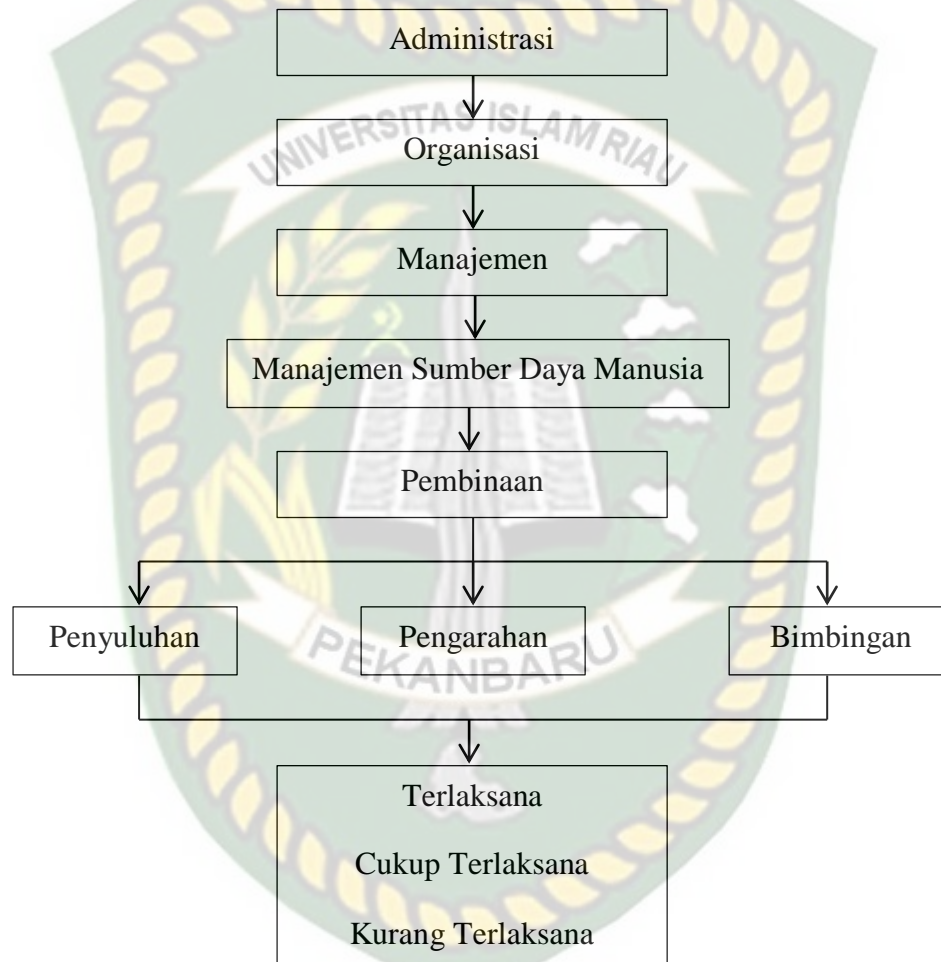 Administrasi
UNIVERSITAS ISLAM RIAU
Organisasi
Manajemen
Manajemen Sumber Daya Manusia
Pembinaan
Penyuluhan
Pengarahan
Bimbingan
PEKANBARU
Terlaksana
Cukup Terlaksana
Kurang Terlaksana